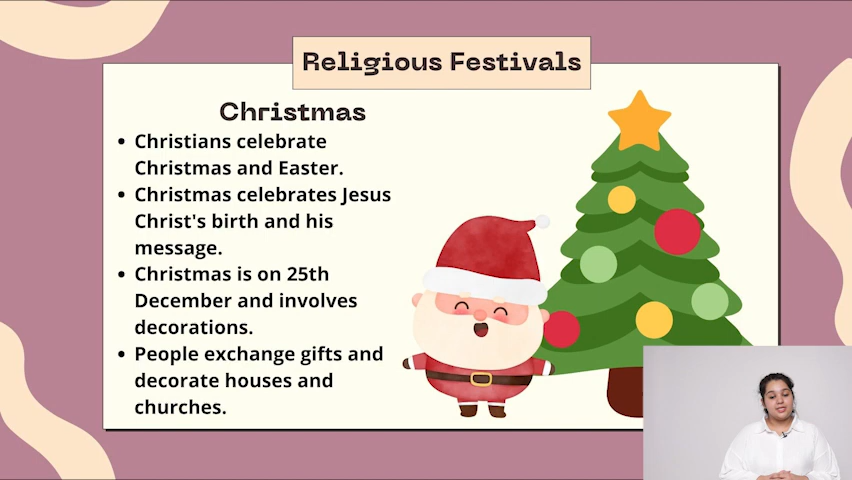 Religious Festivals
Christmas
• Christians celebrate
Christmas and Easter.
• Christmas celebrates Jesus
Christ's birth and his
message.
• Christmas is on 25th
December and involves
decorations.
• People exchange gifts and
decorate houses and
churches.